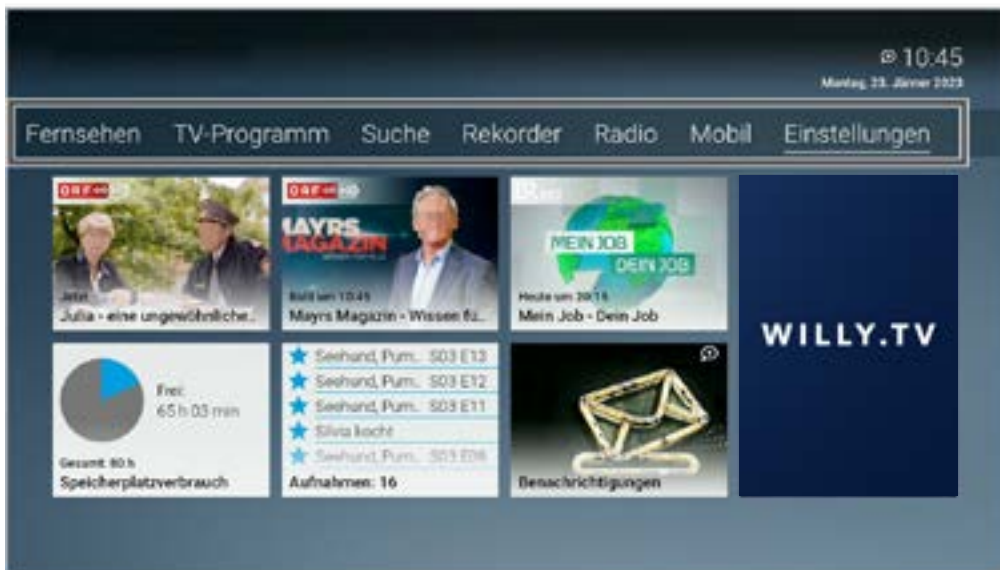 10:45
Montag, 23. Jänner 2023
Fernsehen TV-Programm Suche Rekorder Radio Mobil Einstellungen
ORF HD
Jetzt
Julia - eine ungewöhnliche..
ORF HD
MAYRS
MAGAZIN
Bald um 10:45
Mayrs Magazin - Wissen fü..
MEIN JOB
DEIN JOB
Heute um 20:15
Mein Job - Dein Job
WILLY.TV
Frei:
65 h 03 min
Gesamt: 80 h
Speicherplatzverbrauch
Seehund, Pum.. S03 E13
Seehund, Pum.. S03 E12
Seehund, Pum.. S03 E11
Silvia kocht
Seehund, Pum..
Aufnahmen: 16
Benachrichtigungen